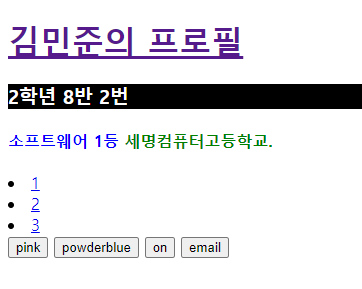 김민준의 프로필
2학년 8반 2번
소프트웨어 1등 세명컴퓨터고등학교.
1
2
3
pink powderblue on email